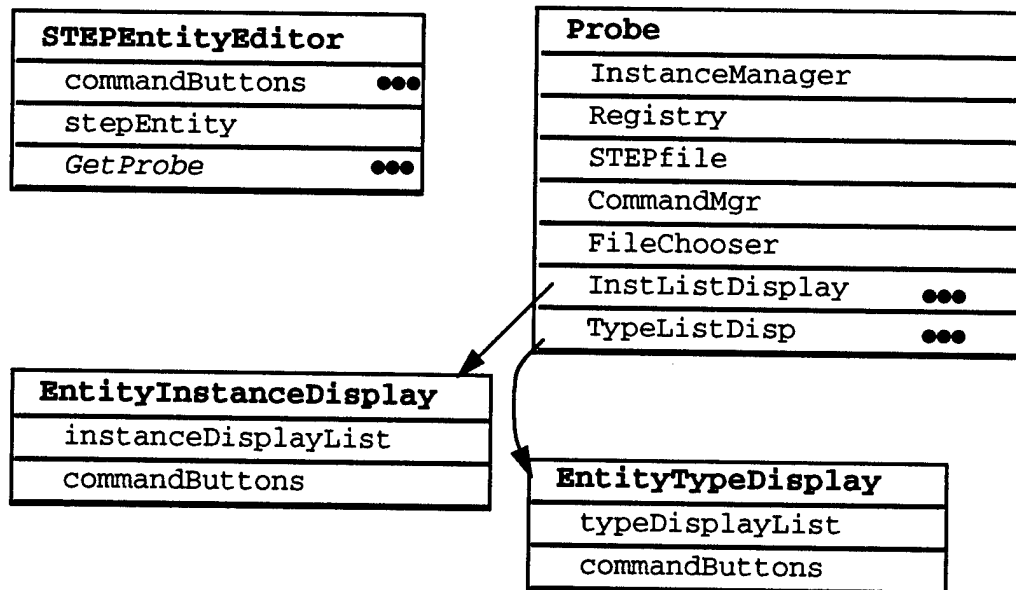 STEPEntityEditor
commandButtons ●●●
stepEntity
GetProbe ●●●
Probe
InstanceManager
Registry
STEPfile
CommandMgr
FileChooser
InstListDisplay ●●●
TypeListDisp ●●●
EntityInstanceDisplay
instanceDisplayList
commandButtons
EntityTypeDisplay
typeDisplayList
commandButtons